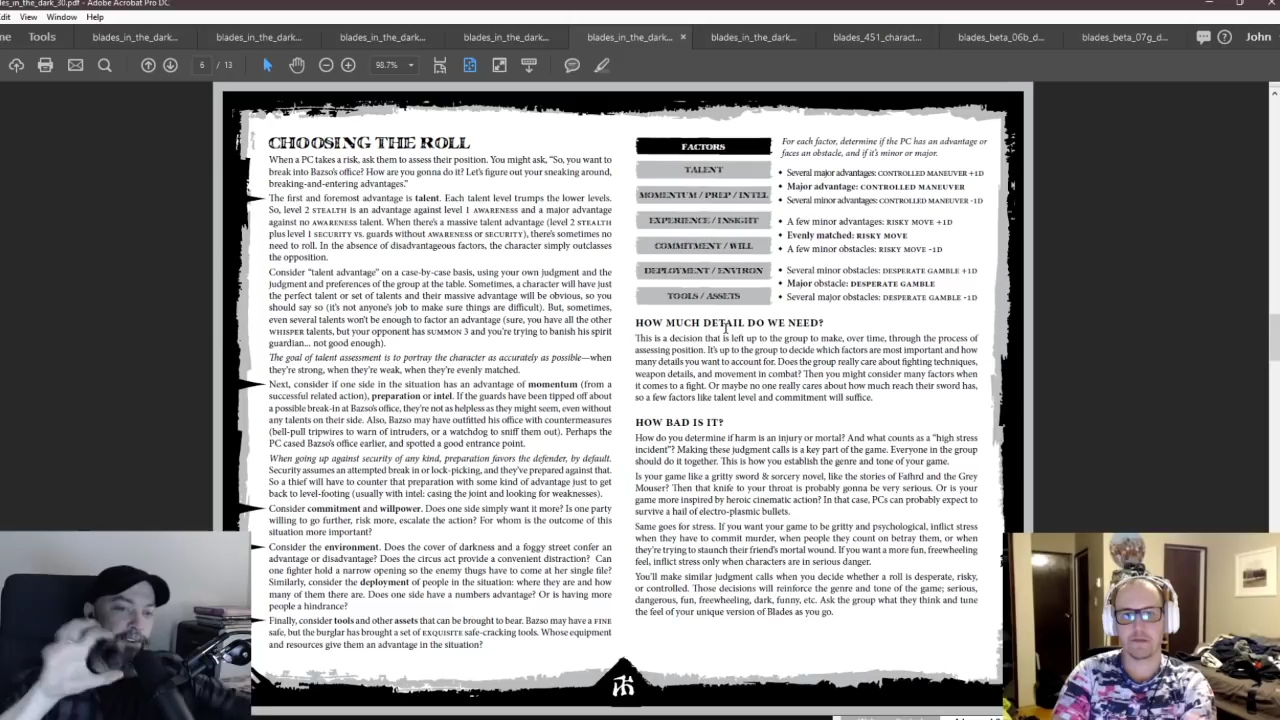 lades_in_the_dark_30.pdf - Adobe Acrobat Pro DC
Edit View Window Help
me Tools blades_in_the_dark... blades_in_the_dark... blades_in_the_dark... blades_in_the_dark... blades_in_the_dark... × blades_in_the_dark... blades_451_charact... blades_beta_06b_d... blades_beta_07g_d... John
6 / 13 98.7%
CHOOSING THE ROLL
When a PC takes a risk, ask them to assess their position. You might ask, "So, you want to
break into Bazso's office? How are you gonna do it? Let's figure out your sneaking around,
breaking-and-entering advantages."
The first and foremost advantage is talent. Each talent level trumps the lower levels.
So, level 2 STEALTH is an advantage against level 1 AWARENESS and a major advantage
against no AWARENESS talent. When there's a massive talent advantage (level 2 STEALTH
plus level 1 SECURITY VS. guards without AWARENESS or SECURITY), there's sometimes no
need to roll. In the absence of disadvantageous factors, the character simply outclasses
the opposition.
Consider "talent advantage" on a case-by-case basis, using your own judgment and the
judgment and preferences of the group at the table. Sometimes, a character will have just
the perfect talent or set of talents and their massive advantage will be obvious, so you
should say so (it's not anyone's job to make sure things are difficult). But, sometimes,
even several talents won't be enough to factor an advantage (sure, you have all the other
WHISPER talents, but your opponent has SUMMON 3 and you're trying to banish his spirit
guardian... not good enough).
The goal of talent assessment is to portray the character as accurately as possible—when
they're strong, when they're weak, when they're evenly matched.
Next, consider if one side in the situation has an advantage of momentum (from a
successful related action), preparation or intel. If the guards have been tipped off about
a possible break-in at Bazso's office, they're not as helpless as they might seem, even without
any talents on their side. Also, Bazso may have outfitted his office with countermeasures
(bell-pull tripwires to warn of intruders, or a watchdog to sniff them out). Perhaps the
PC cased Bazso's office earlier, and spotted a good entrance point.
When going up against security of any kind, preparation favors the defender, by default.
Security assumes an attempted break in or lock-picking, and they've prepared against that.
So a thief will have to counter that preparation with some kind of advantage just to get
back to level-footing (usually with intel: casing the joint and looking for weaknesses).
Consider commitment and willpower. Does one side simply want it more? Is one party
willing to go further, risk more, escalate the action? For whom is the outcome of this
situation more important?
Consider the environment. Does the cover of darkness and a foggy street confer an
advantage or disadvantage? Does the circus act provide a convenient distraction? Can
one fighter hold a narrow opening so the enemy thugs have to come at her single file?
Similarly, consider the deployment of people in the situation: where they are and how
many of them there are. Does one side have a numbers advantage? Or is having more
people a hindrance?
Finally, consider tools and other assets that can be brought to bear. Bazso may have a FINE
safe, but the burglar has brought a set of EXQUISITE safe-cracking tools. Whose equipment
and resources give them an advantage in the situation?
FACTORS
TALENT
MOMENTUM / PREP / INTEL
EXPERIENCE / INSIGHT
COMMITMENT / WILL
DEPLOYMENT / ENVIRON
TOOLS / ASSETS
For each factor, determine if the PC has an advantage or
faces an obstacle, and if it's minor or major.
• Several major advantages: CONTROLLED MANEUVER +1D
• Major advantage: CONTROLLED MANEUVER
• Several minor advantages: CONTROLLED MANEUVER -1D
• A few minor advantages: RISKY MOVE +1D
• Evenly matched: RISKY MOVE
• A few minor obstacles: RISKY MOVE -1D
• Several minor obstacles: DESPERATE GAMBLE +1D
• Major obstacle: DESPERATE GAMBLE
• Several major obstacles: DESPERATE GAMBLE -1D
HOW MUCH DETAIL DO WE NEED?
This is a decision that is left up to the group to make, over time, through the process of
assessing position. It's up to the group to decide which factors are most important and how
many details you want to account for. Does the group really care about fighting techniques,
weapon details, and movement in combat? Then you might consider many factors when
it comes to a fight. Or maybe no one really cares about how much reach their sword has,
so a few factors like talent level and commitment will suffice.
HOW BAD IS IT?
How do you determine if harm is an injury or mortal? And what counts as a "high stress
incident"? Making these judgment calls is a key part of the game. Everyone in the group
should do it together. This is how you establish the genre and tone of your game.
Is your game like a gritty sword & sorcery novel, like the stories of Faihrd and the Grey
Mouser? Then that knife to your throat is probably gonna be very serious. Or is your
game more inspired by heroic cinematic action? In that case, PCs can probably expect to
survive a hail of electro-plasmic bullets.
Same goes for stress. If you want your game to be gritty and psychological, inflict stress
when they have to commit murder, when people they count on betray them, or when
they're trying to staunch their friend's mortal wound. If you want a more fun, freewheeling
feel, inflict stress only when characters are in serious danger.
You'll make similar judgment calls when you decide whether a roll is desperate, risky,
or controlled. Those decisions will reinforce the genre and tone of the game; serious,
dangerous, fun, freewheeling, dark, funny, etc. Ask the group what they think and tune
the feel of your unique version of Blades as you go.